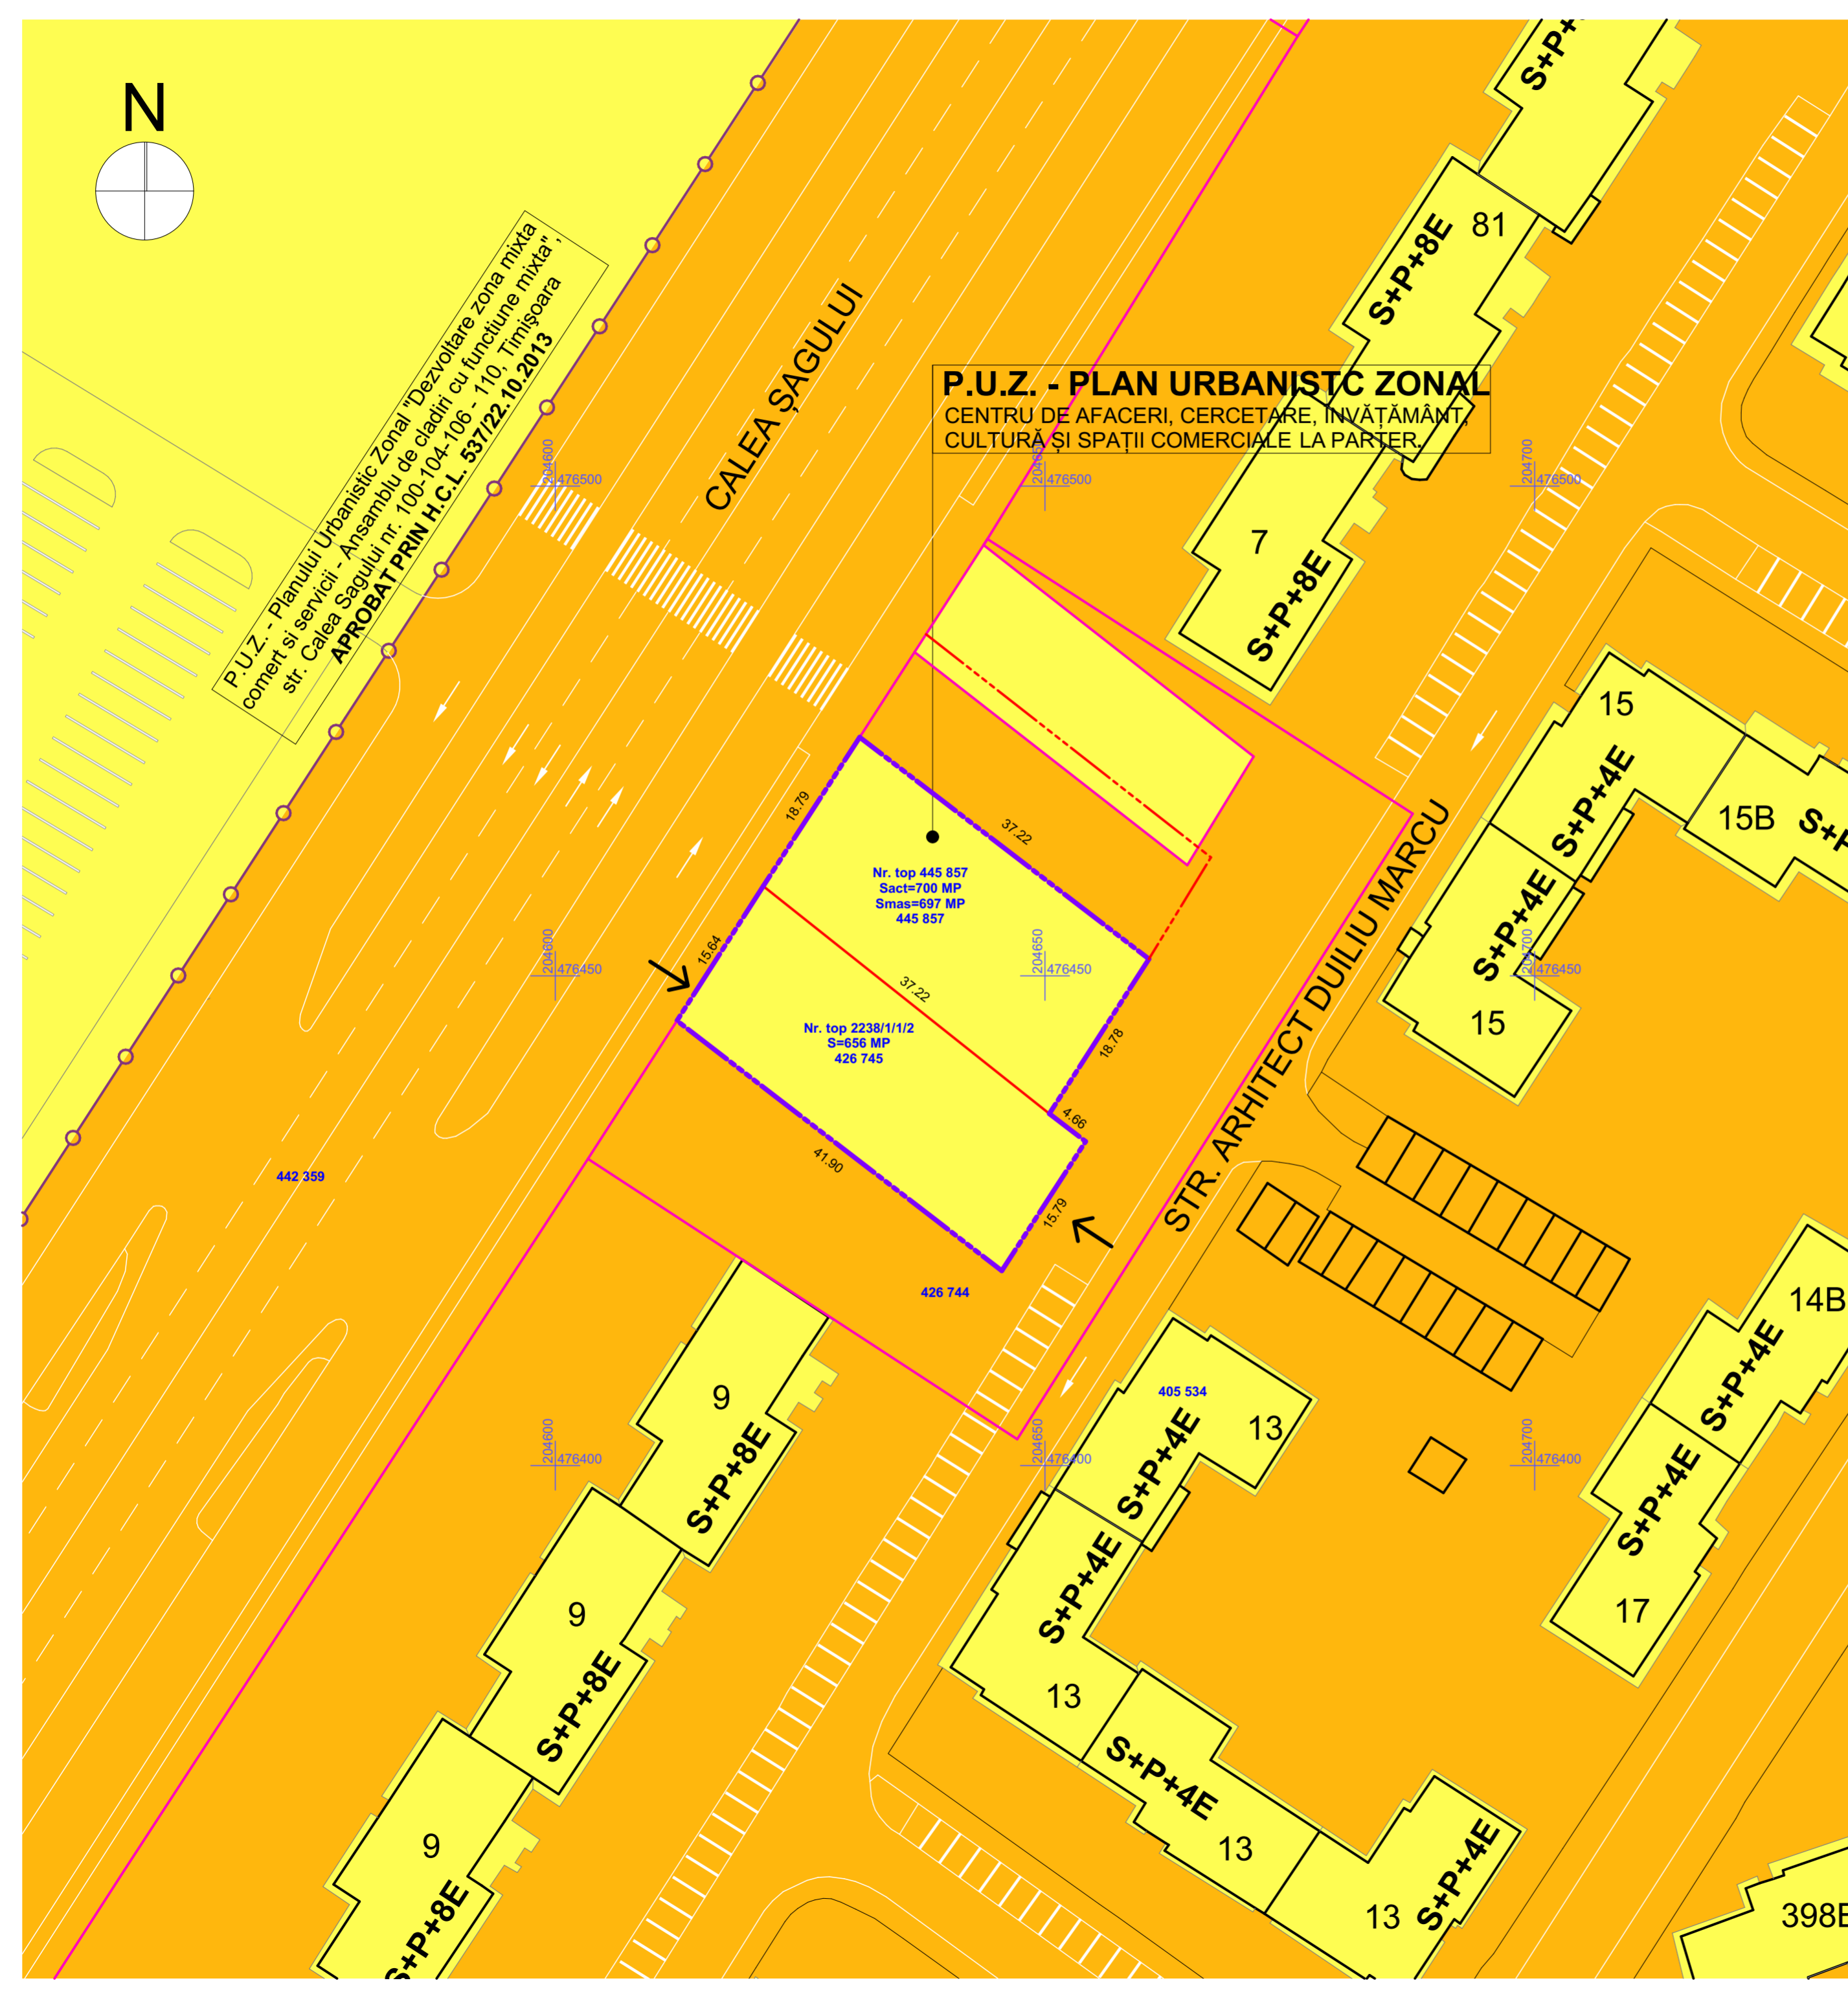 N
P.U.Z. - Planului Urbanistic Zonal "Dezvoltare zona mixta
comert si servicii - Ansamblu de cladiri cu functiune mixta",
str. Calea Sagului nr. 100-104-106 - 110, Timişoara
APROBAT PRIN H.C.L. 537/22.10.2013
CALEA ȘAGULUI
P.U.Z. - PLAN URBANISTC ZONAL
CENTRU DE AFACERI, CERCETARE, ÎNVĂȚĂMÂNT,
CULTURĂ ȘI SPAȚII COMERCIALE LA PARTER.
S+P+
81
S+P+8E
7
S+P+8E
204600
476500
476500
204700
476500
15
S+P+4E
15B
S+P
S+P+4E
15
18.79
37.22
Nr. top 445 857
Sact=700 MP
Smas=697 MP
445 857
15.64
37.22
Nr. top 2238/1/1/2
S=656 MP
426 745
18.78
4.66
41.90
15.79
204600
476450
204650
476450
204700
476450
STR. ARHITECT DUILIU MARCU
442 359
426 744
405 534
13
S+P+4E
S+P+4E
13
S+P+4E
13
S+P+4E
13
9
S+P+8E
9
S+P+8E
9
S+P+8E
204600
476400
204650
476400
204700
476400
14B
S+P+4E
S+P+4E
17
398E